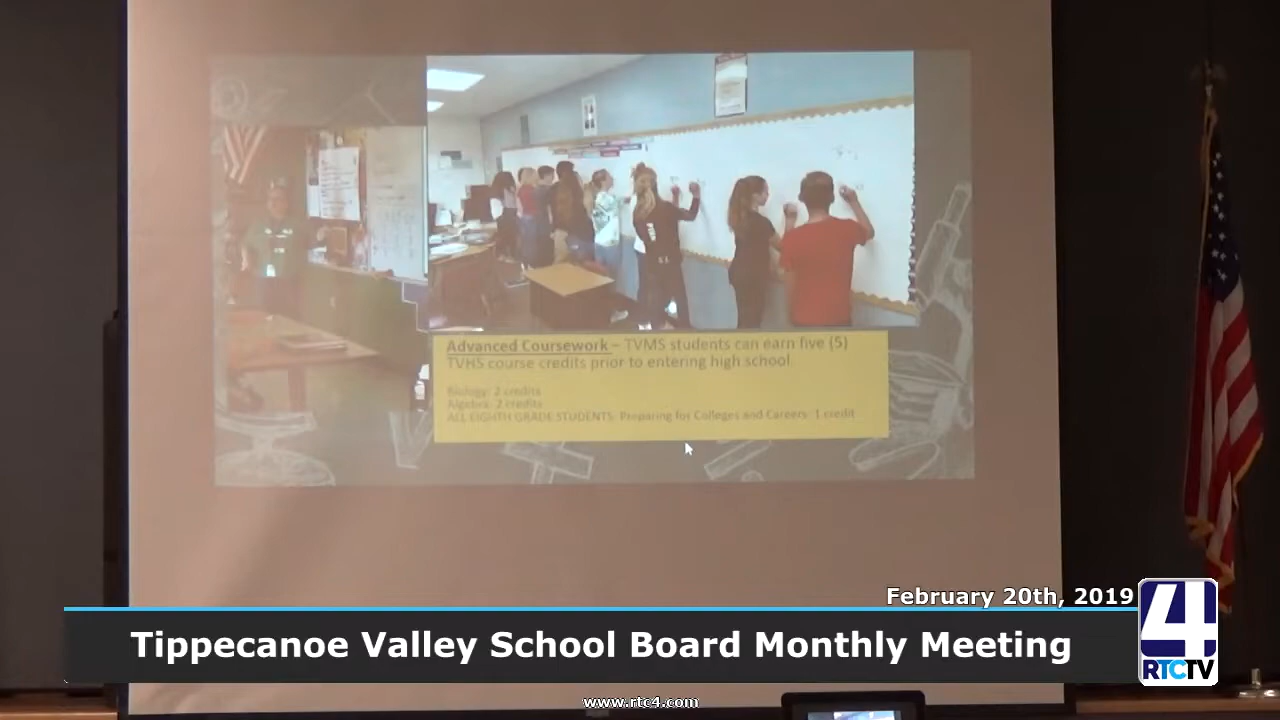 Advanced Coursework – TVMS students can earn five (5)
TVHS course credits prior to entering high school.
Biology: 2 credits
Algebra: 2 credits
ALL EIGHTH GRADE STUDENTS: Preparing for Colleges and Careers: 1 credit
February 20th, 2019
Tippecanoe Valley School Board Monthly Meeting
4
RTCTV
www.rtc4.com